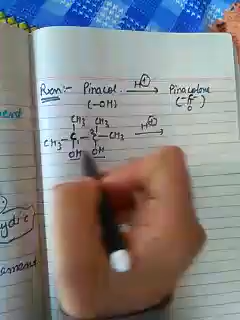 Rxn:- Pinacol H⊕ → Pinacolone
(-OH) (-C-)
O
CH3 CH3
CH3-C-C-CH3 H⊕ →
OH OH